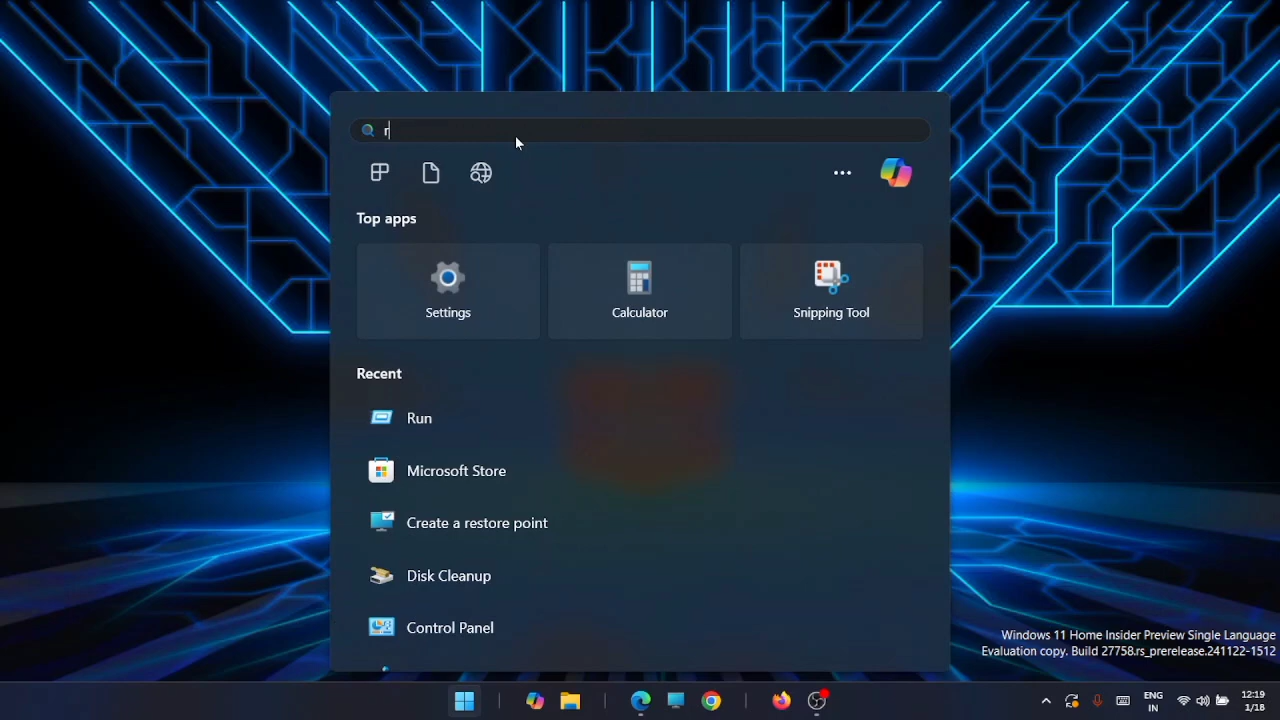 r
Top apps
Settings
Calculator
Snipping Tool
Recent
Run
Microsoft Store
Create a restore point
Disk Cleanup
Control Panel
Windows 11 Home Insider Preview Single Language
Evaluation copy. Build 27758.rs_prerelease.241122-1512
ENG
IN
12:19
1/18